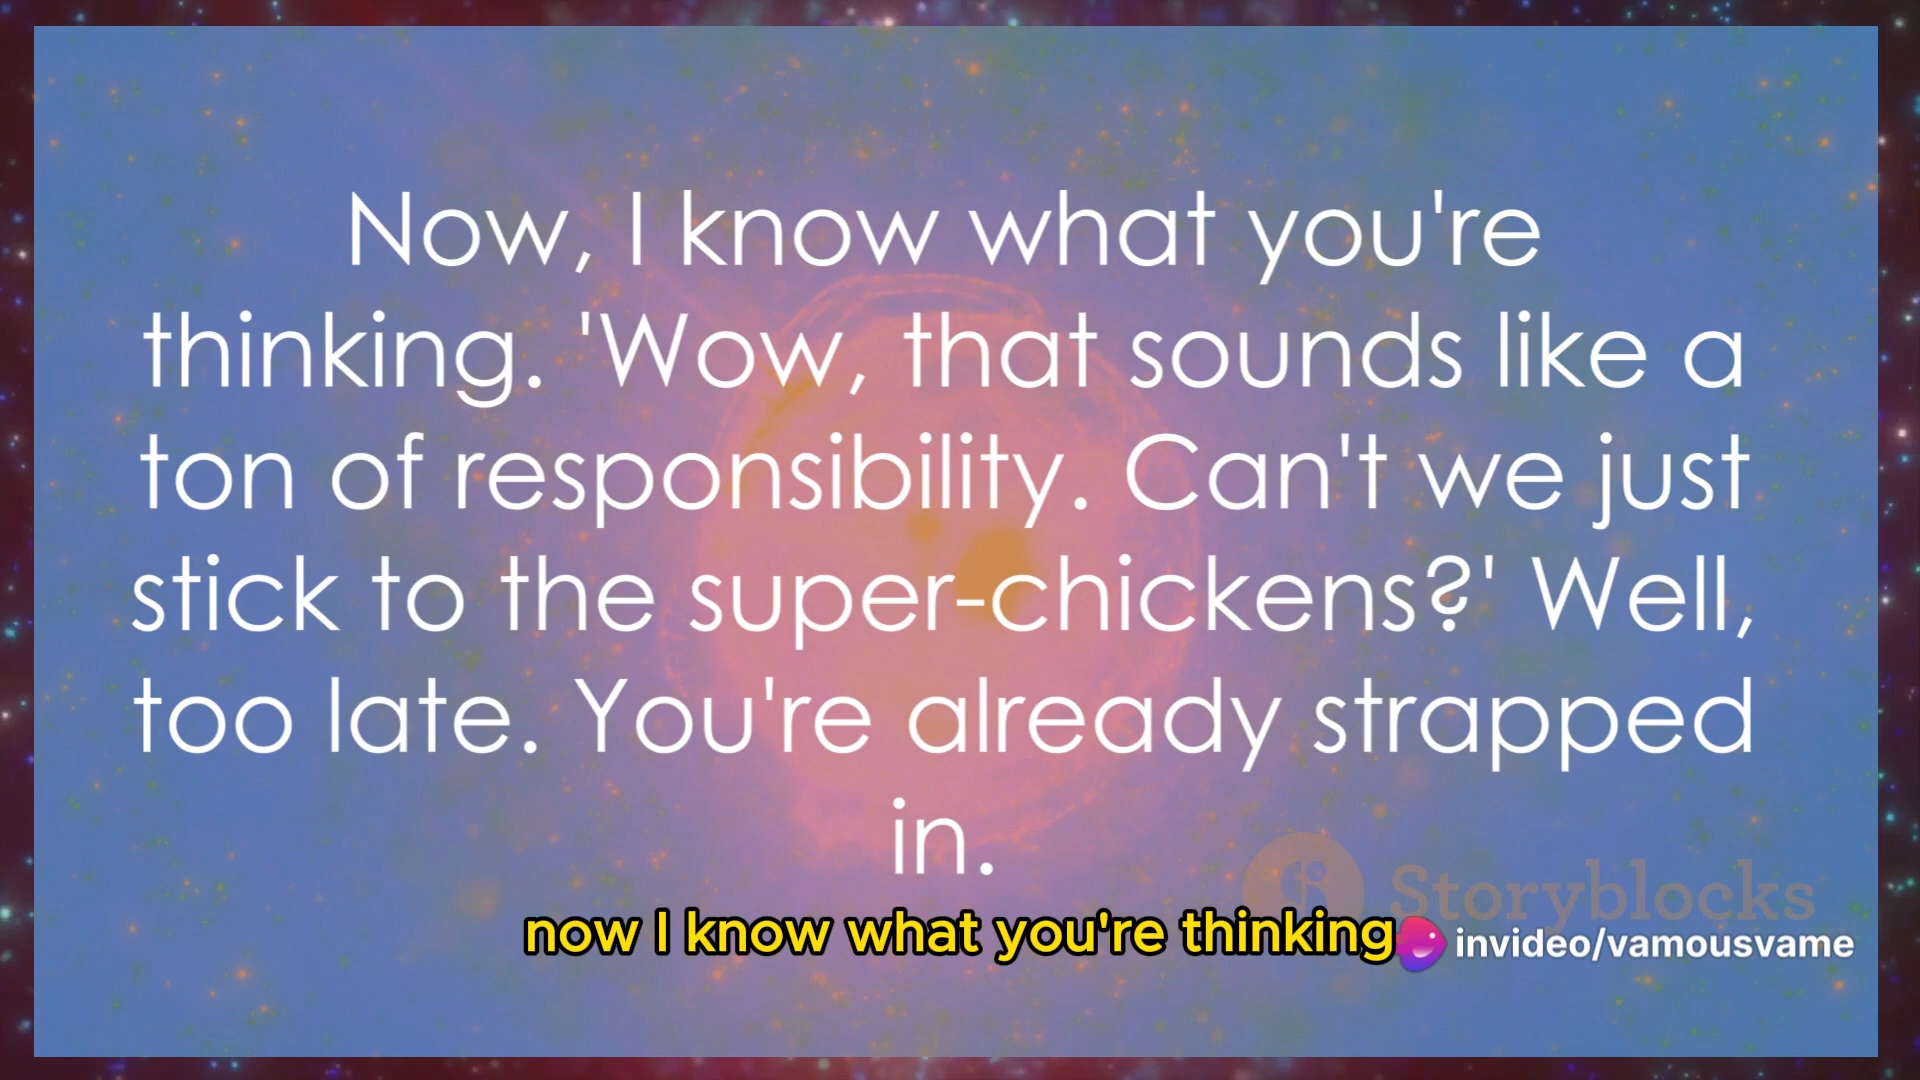 Now, I know what you're
thinking. 'Wow, that sounds like a
ton of responsibility. Can't we just
stick to the super-chickens?' Well,
too late. You're already strapped
in.
Storyblocks
now I know what you're thinking
invideo/vamousvame